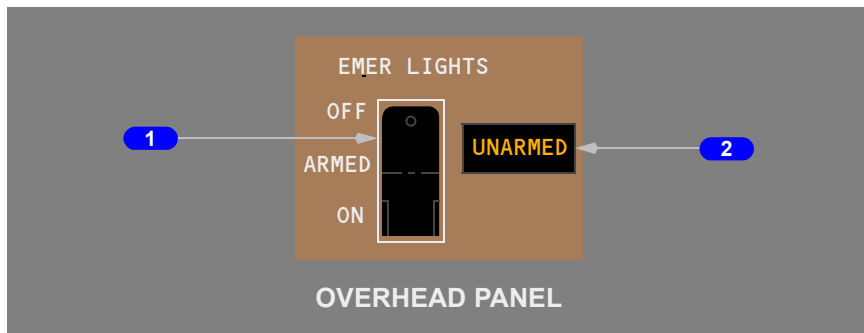 EMER LIGHTS
OFF
1
UNARMED
2
ARMED
ON
OVERHEAD PANEL